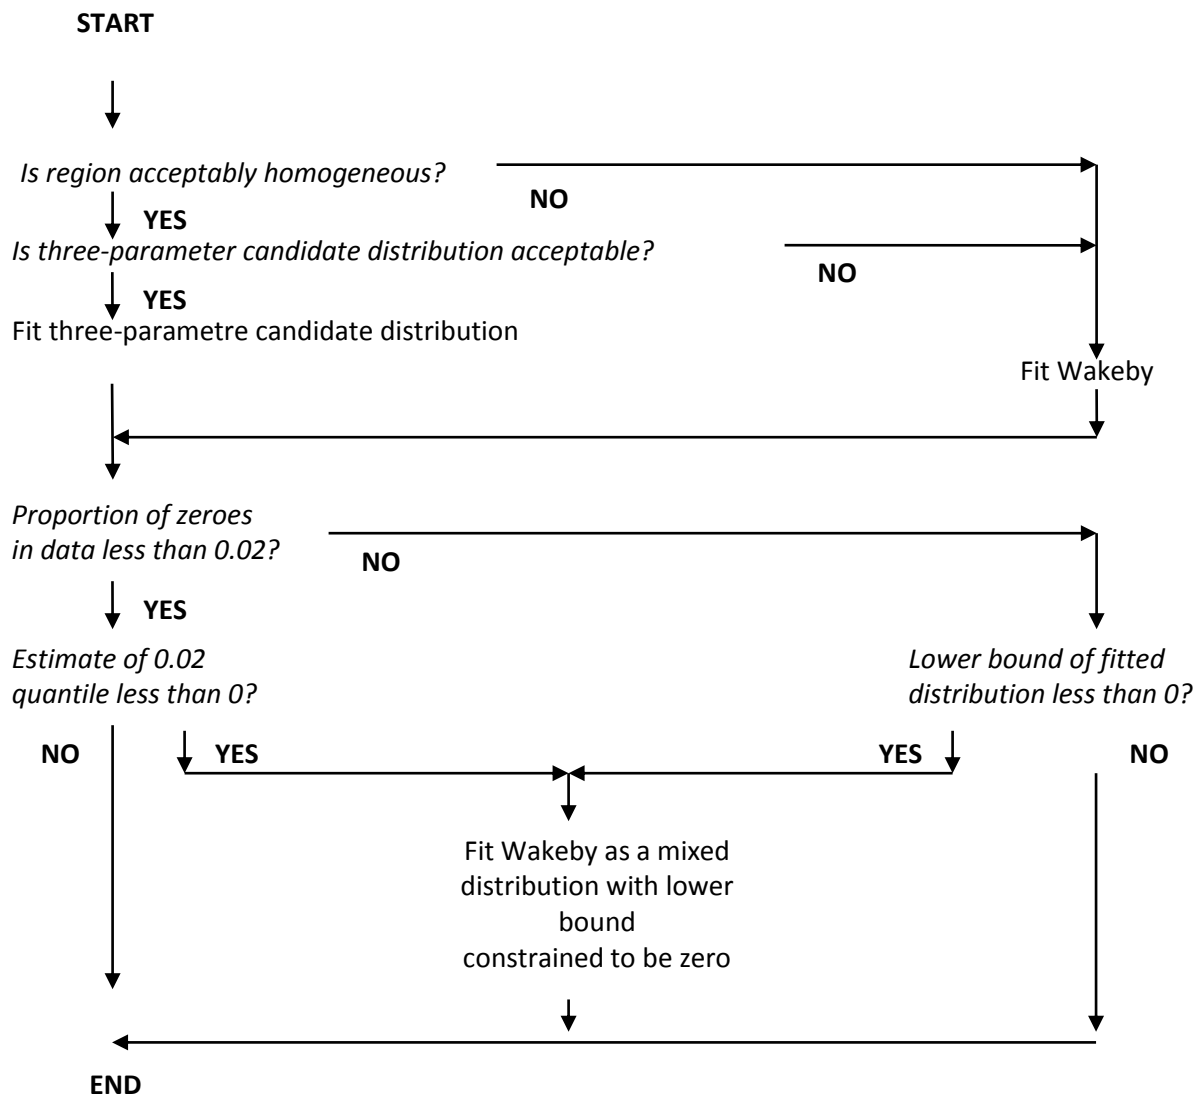 START
Is region acceptably homogeneous?
NO
YES
Is three-parameter candidate distribution acceptable?
NO
YES
Fit three-parametre candidate distribution
Fit Wakeby
Proportion of zeroes
in data less than 0.02?
NO
YES
Estimate of 0.02
quantile less than 0?
Lower bound of fitted
distribution less than 0?
NO
YES
YES
NO
Fit Wakeby as a mixed
distribution with lower
bound
constrained to be zero
END